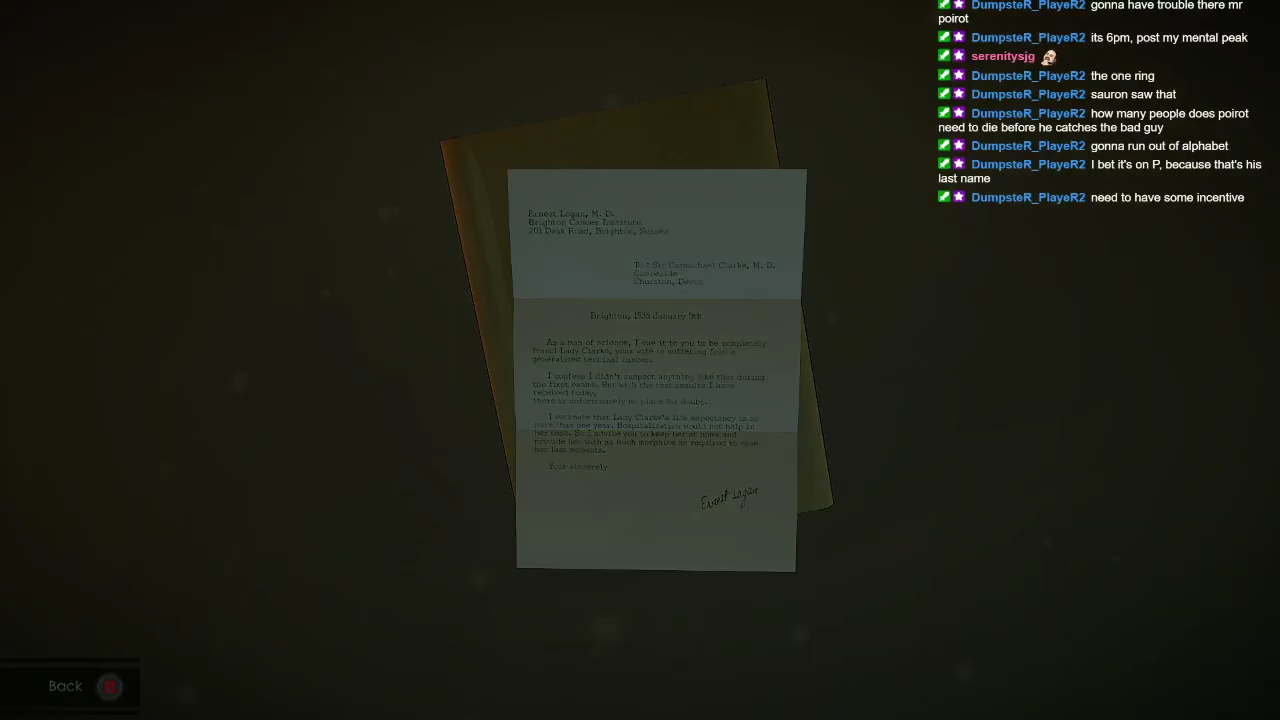 DumpsteR_PlayeR2 gonna have trouble there mr
poirot
DumpsteR_PlayeR2 its 6pm, post my mental peak
serenitysjg
DumpsteR_PlayeR2 the one ring
DumpsteR_PlayeR2 sauron saw that
DumpsteR_PlayeR2 how many people does poirot
need to die before he catches the bad guy
DumpsteR_PlayeR2 gonna run out of alphabet
DumpsteR_PlayeR2 I bet it's on P, because that's his
last name
DumpsteR_PlayeR2 need to have some incentive
Ernest Logan, M. D.
Brighton Cancer Institute
201 Road, Brighton, Sussex
To : Sir Carmichael Clarke, M. D.
Churston, Devon
Brighton, 1935 January 5th
As a man of science, I owe it to you to be completely
Lady Clarke, your wife is suffering from a
generalized terminal cancer.
I confess I didn't suspect anything like that during
the first exams. But with the test results I have
received today,
there is unfortunately no place for doubt.
I estimate that Lady Clarke's life expectancy is no
more than one year. Hospitalization would not help in
her case. So I advise you to keep her at home and
provide her with as much morphine as required to ease
her last moments.
Your sincerely
Ernest Logan
Back